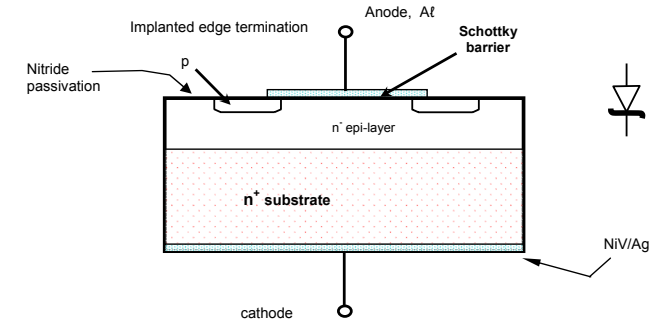 Anode, Aℓ
Implanted edge termination
Schottky
barrier
p
Nitride
passivation
n⁻ epi-layer
n⁺ substrate
NiV/Ag
cathode